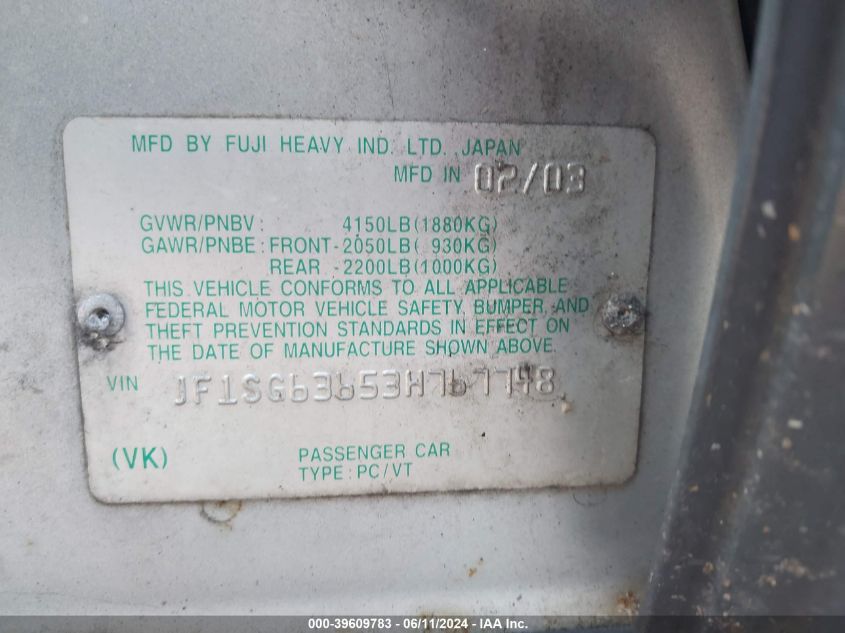 MFD BY FUJI HEAVY IND. LTD. JAPAN
MFD IN 02/03
GVWR/PNBV: 4150LB(1880KG)
GAWR/PNBE: FRONT-2050LB( 930KG)
REAR -2200LB(1000KG)
THIS VEHICLE CONFORMS TO ALL APPLICABLE
FEDERAL MOTOR VEHICLE SAFETY, BUMPER, AND
THEFT PREVENTION STANDARDS IN EFFECT ON
THE DATE OF MANUFACTURE SHOWN ABOVE.
VIN JF1SG63653H767748
(VK) PASSENGER CAR
TYPE: PC/VT
000-39609783 - 06/11/2024 - IAA Inc.